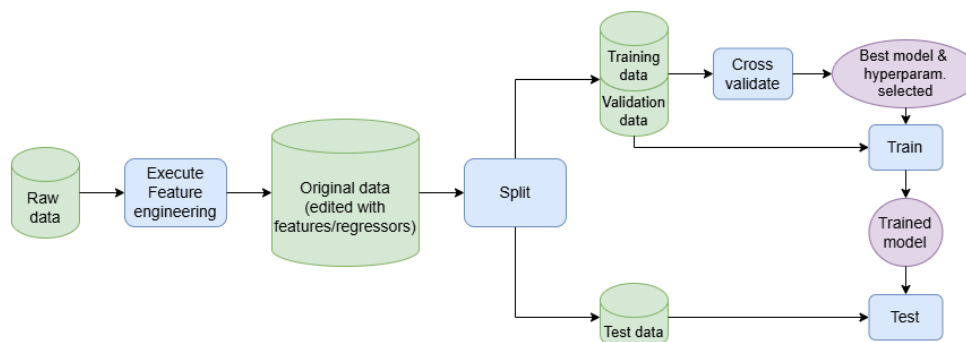 Raw
data
Execute
Feature
engineering
Original data
(edited with
features/regressors)
Split
Training
data
Validation
data
Cross
validate
Best model &
hyperparam.
selected
Train
Trained
model
Test data
Test